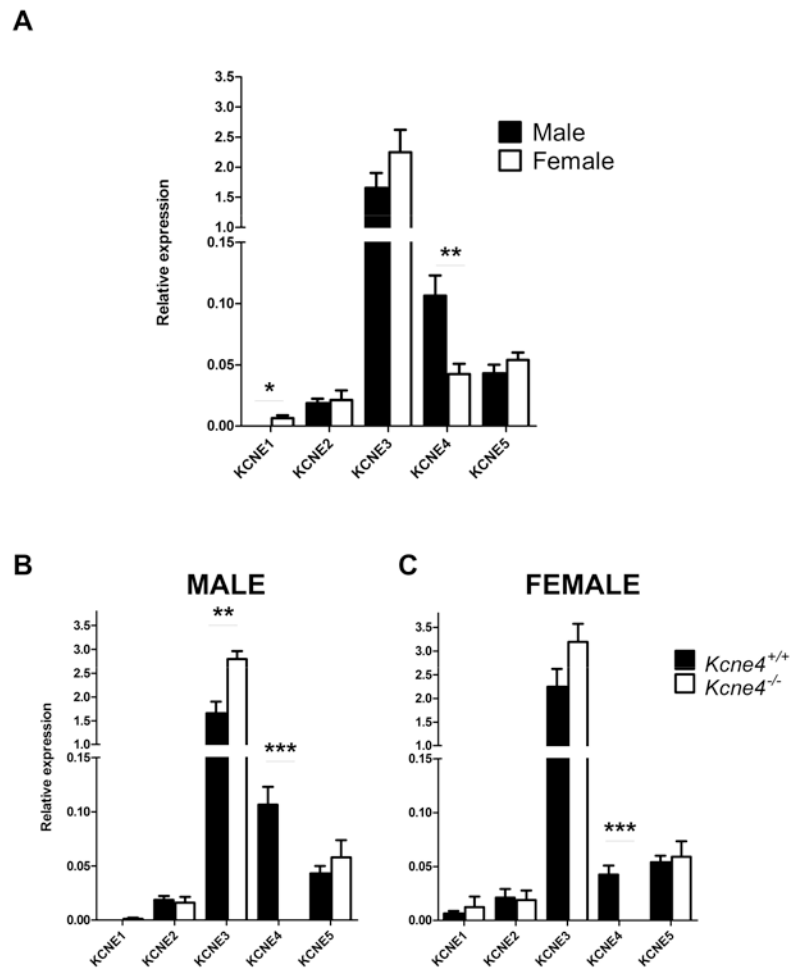 A
3.5
3.0
2.5
2.0
1.5
1.0
0.15
0.10
0.05
0.00
Relative expression
Male
Female
*
**
KCNE1
KCNE2
KCNE3
KCNE4
KCNE5
B
MALE
3.5
3.0
2.5
2.0
1.5
1.0
0.15
0.10
0.05
0.00
Relative expression
**
***
KCNE1
KCNE2
KCNE3
KCNE4
KCNE5
C
FEMALE
3.5
3.0
2.5
2.0
1.5
1.0
0.15
0.10
0.05
0.00
***
KCNE1
KCNE2
KCNE3
KCNE4
KCNE5
Kcne4+/+
Kcne4-/-